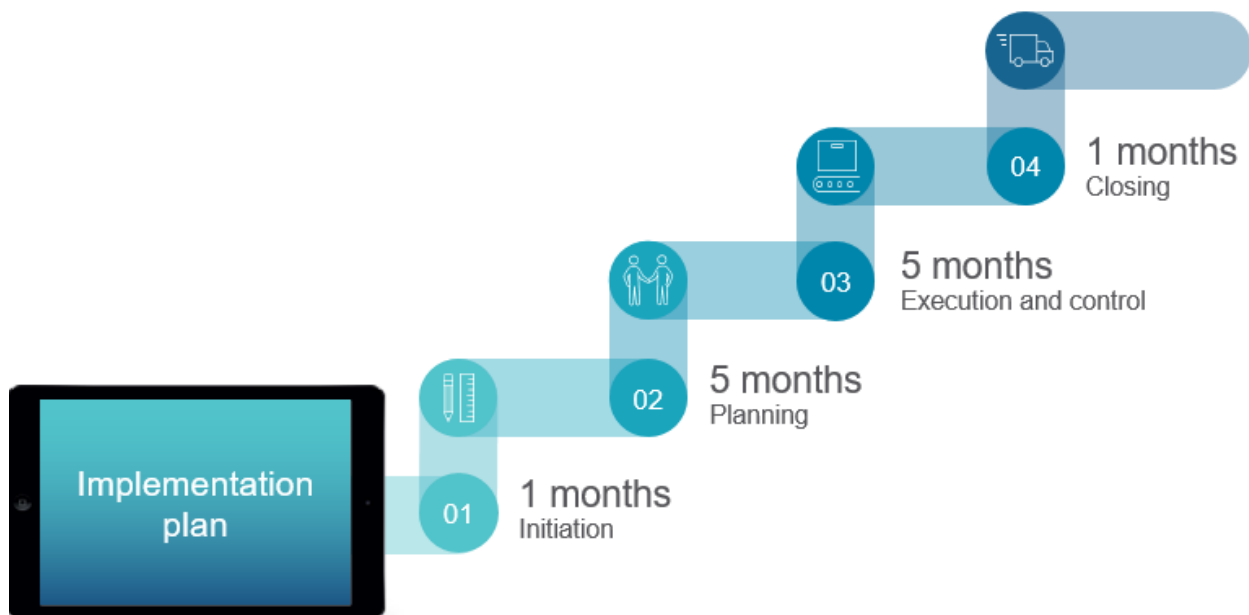 Implementation
plan
01
1 months
Initiation
02
5 months
Planning
03
5 months
Execution and control
04
1 months
Closing